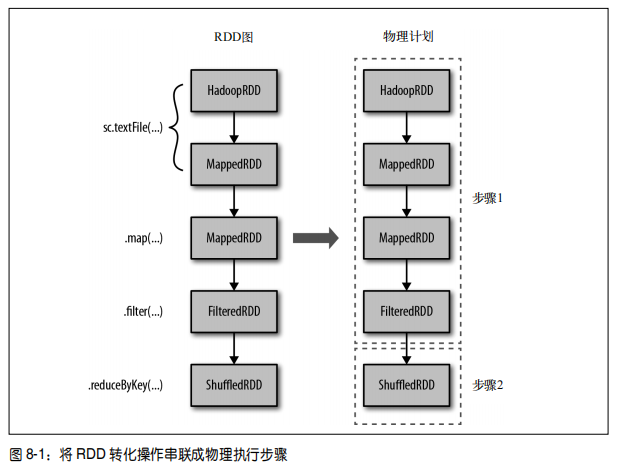 RDD图
物理计划
HadoopRDD
HadoopRDD
sc.textFile(...)
MappedRDD
MappedRDD
步骤1
.map(...)
MappedRDD
MappedRDD
.filter(...)
FilteredRDD
FilteredRDD
.reduceByKey(...)
ShuffledRDD
ShuffledRDD
步骤2
图 8-1：将 RDD 转化操作串联成物理执行步骤